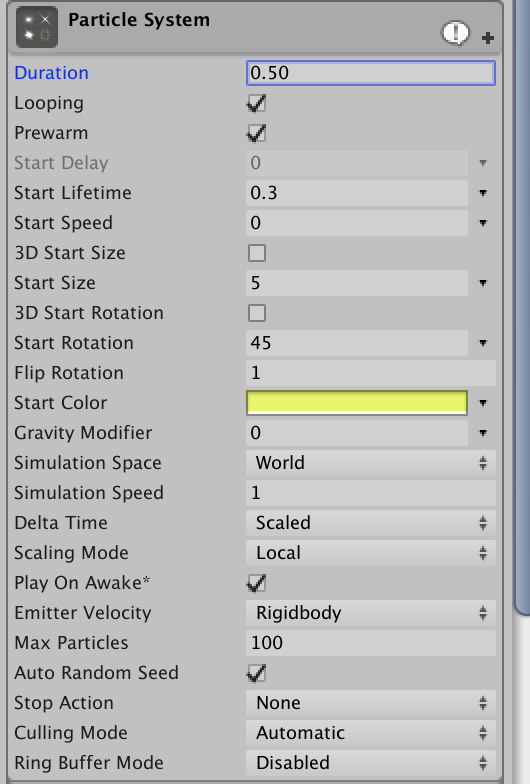 Particle System
Duration 0.50
Looping
Prewarm
Start Delay 0
Start Lifetime 0.3
Start Speed 0
3D Start Size
Start Size 5
3D Start Rotation
Start Rotation 45
Flip Rotation 1
Start Color
Gravity Modifier 0
Simulation Space World
Simulation Speed 1
Delta Time Scaled
Scaling Mode Local
Play On Awake*
Emitter Velocity Rigidbody
Max Particles 100
Auto Random Seed
Stop Action None
Culling Mode Automatic
Ring Buffer Mode Disabled